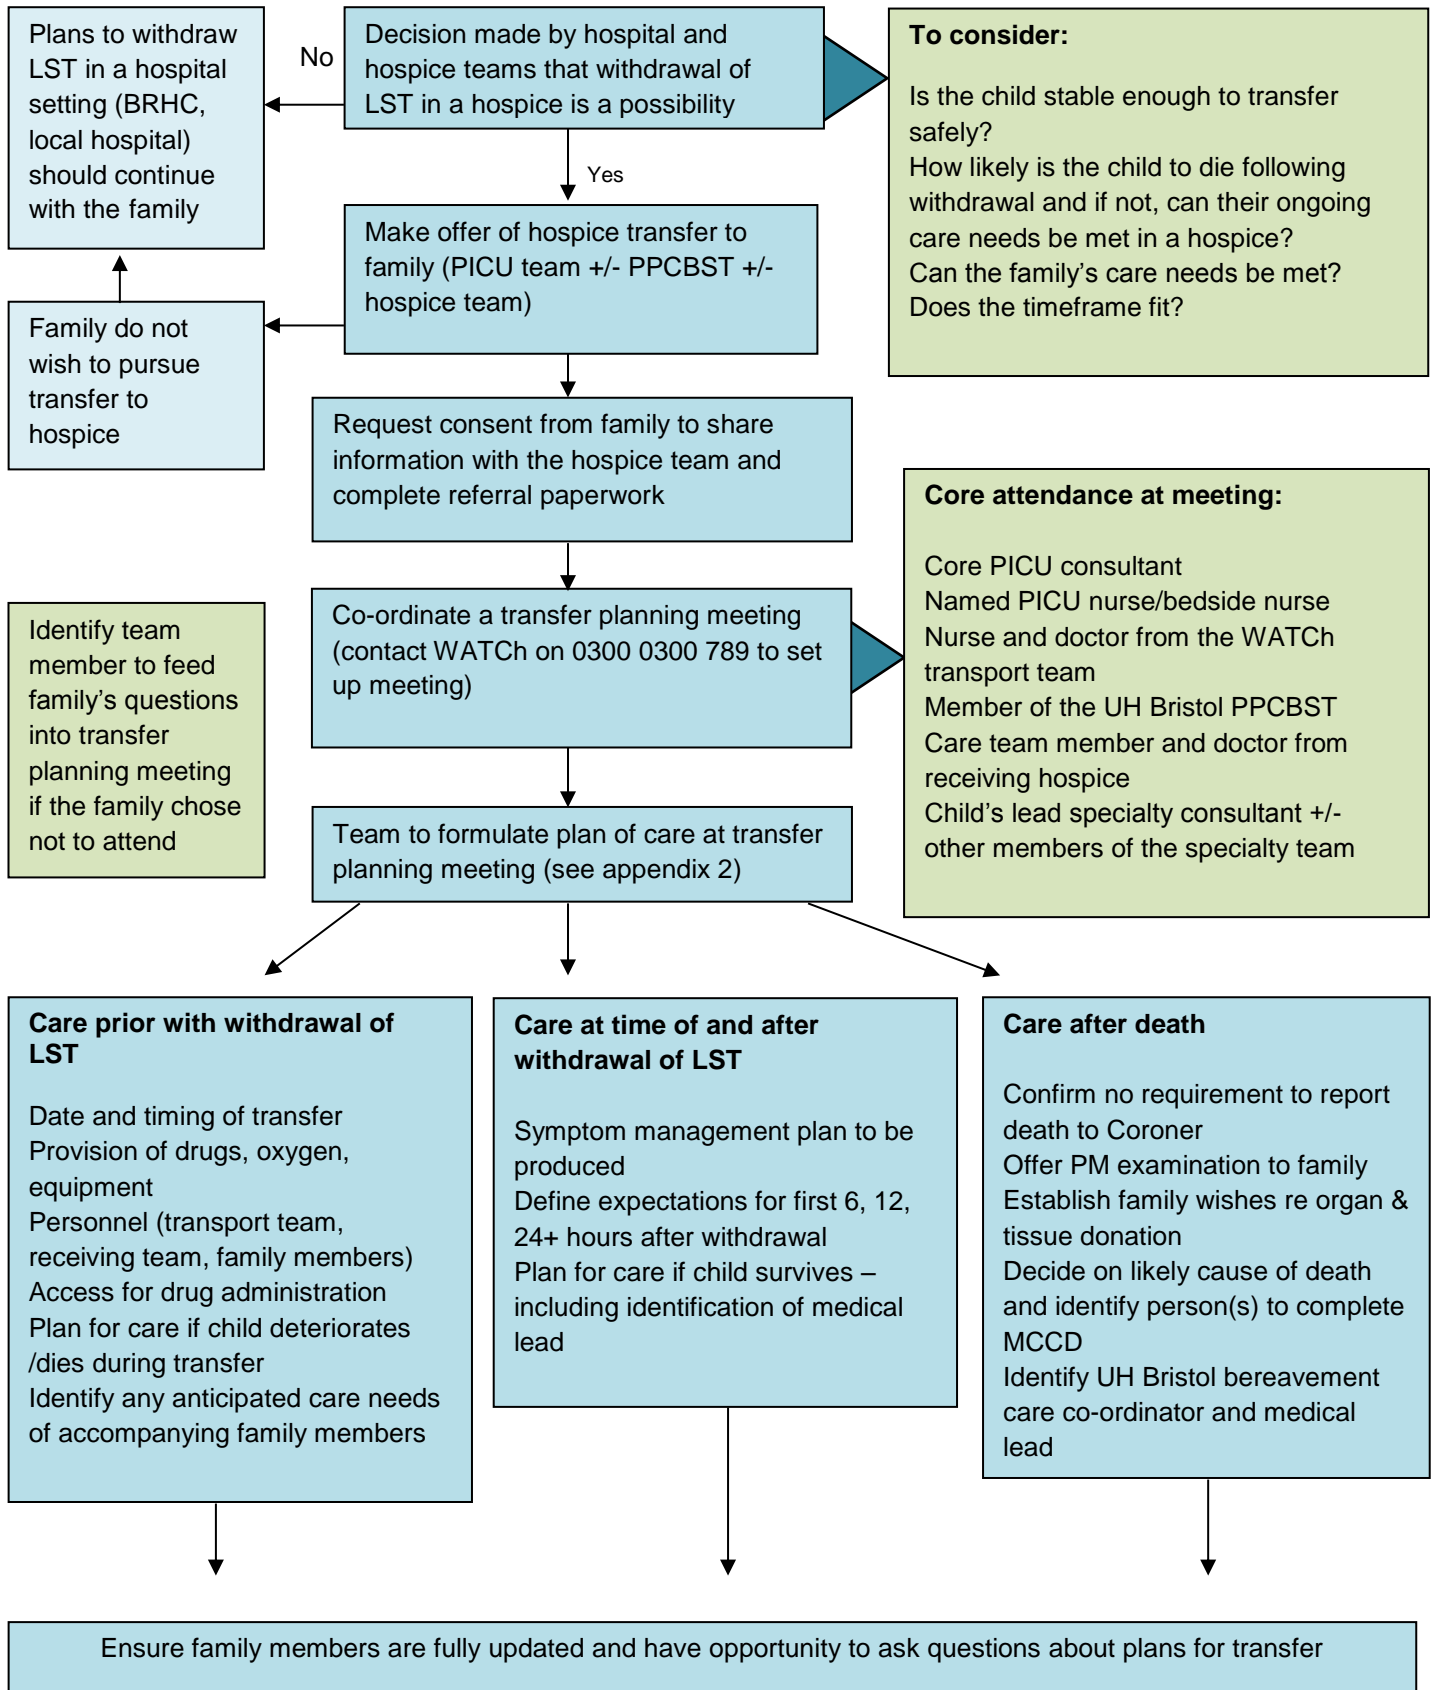 Plans to withdraw
LST in a hospital
setting (BRHC,
local hospital)
should continue
with the family
No
Decision made by hospital and
hospice teams that withdrawal of
LST in a hospice is a possibility
To consider:
Is the child stable enough to transfer
safely?
How likely is the child to die following
withdrawal and if not, can their ongoing
care needs be met in a hospice?
Can the family’s care needs be met?
Does the timeframe fit?
Yes
Make offer of hospice transfer to
family (PICU team +/- PPCBST +/-
hospice team)
Family do not
wish to pursue
transfer to
hospice
Request consent from family to share
information with the hospice team and
complete referral paperwork
Core attendance at meeting:
Core PICU consultant
Named PICU nurse/bedside nurse
Nurse and doctor from the WATCh
transport team
Member of the UH Bristol PPCBST
Care team member and doctor from
receiving hospice
Child’s lead specialty consultant +/-
other members of the specialty team
Identify team
member to feed
family’s questions
into transfer
planning meeting
if the family chose
not to attend
Co-ordinate a transfer planning meeting
(contact WATCh on 0300 0300 789 to set
up meeting)
Team to formulate plan of care at transfer
planning meeting (see appendix 2)
Care prior with withdrawal of
LST
Date and timing of transfer
Provision of drugs, oxygen,
equipment
Personnel (transport team,
receiving team, family members)
Access for drug administration
Plan for care if child deteriorates
/dies during transfer
Identify any anticipated care needs
of accompanying family members
Care at time of and after
withdrawal of LST
Symptom management plan to be
produced
Define expectations for first 6, 12,
24+ hours after withdrawal
Plan for care if child survives –
including identification of medical
lead
Care after death
Confirm no requirement to report
death to Coroner
Offer PM examination to family
Establish family wishes re organ &
tissue donation
Decide on likely cause of death
and identify person(s) to complete
MCCD
Identify UH Bristol bereavement
care co-ordinator and medical
lead
Ensure family members are fully updated and have opportunity to ask questions about plans for transfer